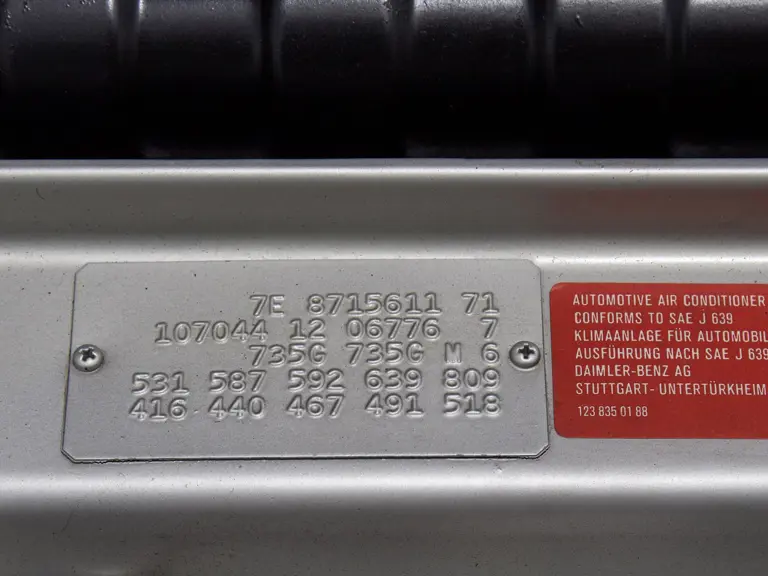 7E 8715611 71
107044 12 06776 7
735G 735G M 6
531 587 592 639 809
416 440 467 491 518
AUTOMOTIVE AIR CONDITIONER
CONFORMS TO SAE J 639
KLIMAANLAGE FÜR AUTOMOBIL
AUSFÜHRUNG NACH SAE J 639
DAIMLER-BENZ AG
STUTTGART- UNTERTÜRKHEIM
123 835 01 88